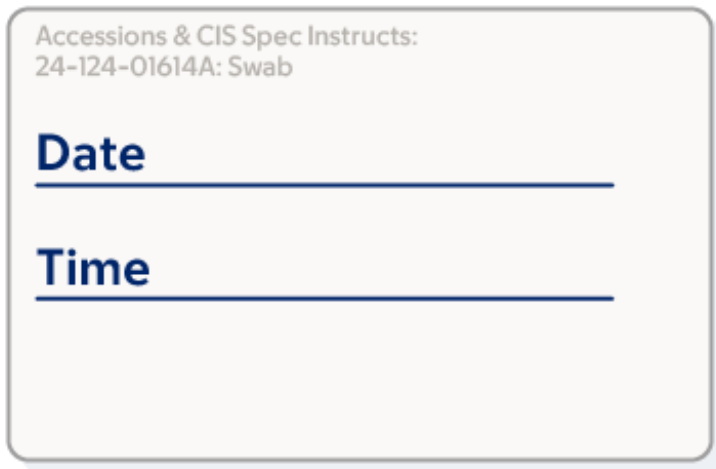 Accessions & CIS Spec Instructs:
24-124-01614A: Swab
Date
Time